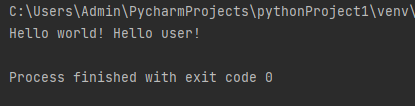 C:\Users\Admin\PycharmProjects\pythonProject1\venv\
Hello world! Hello user!
Process finished with exit code 0